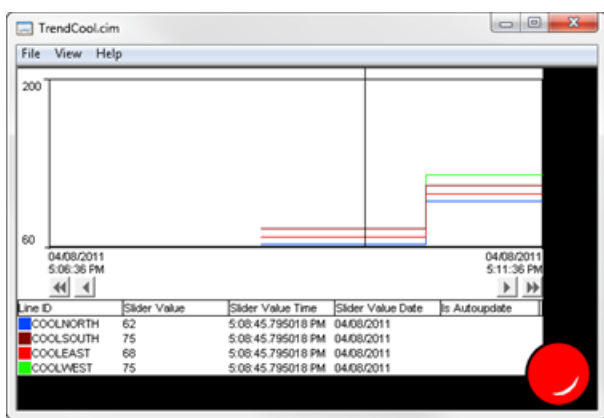 TrendCool.cim
File View Help
200
60
04/08/2011 04/08/2011
5:06:36 PM 5:11:36 PM
Line ID Slider Value Slider Value Time Slider Value Date Is Autoupdate
COOLNORTH 62 5:08:45.795018 PM 04/08/2011
COOLSOUTH 75 5:08:45.795018 PM 04/08/2011
COOLEAST 68 5:08:45.795018 PM 04/08/2011
COOLWEST 75 5:08:45.795018 PM 04/08/2011